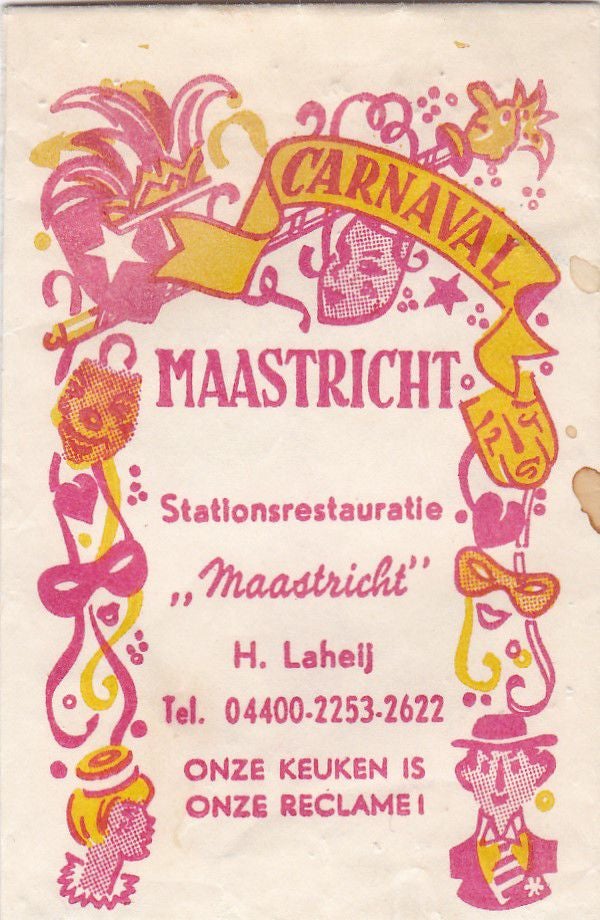 CARNAVAL
MAASTRICHT
Stationsrestauratie
„Maastricht”
H. Laheij
Tel. 04400-2253-2622
ONZE KEUKEN IS
ONZE RECLAME!